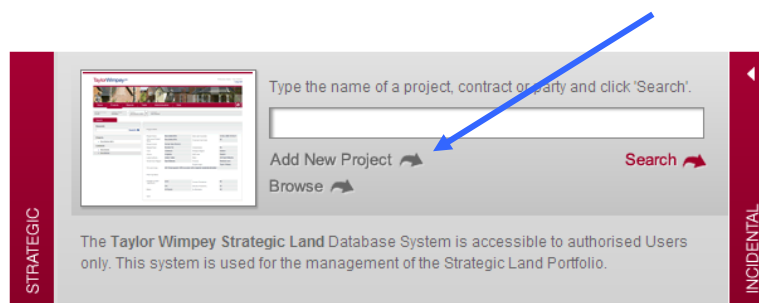 TaylorWimpey
Type the name of a project, contract or party and click 'Search'.
Add New Project
Search
Browse
STRATEGIC
The Taylor Wimpey Strategic Land Database System is accessible to authorised Users
only. This system is used for the management of the Strategic Land Portfolio.
INCIDENTAL